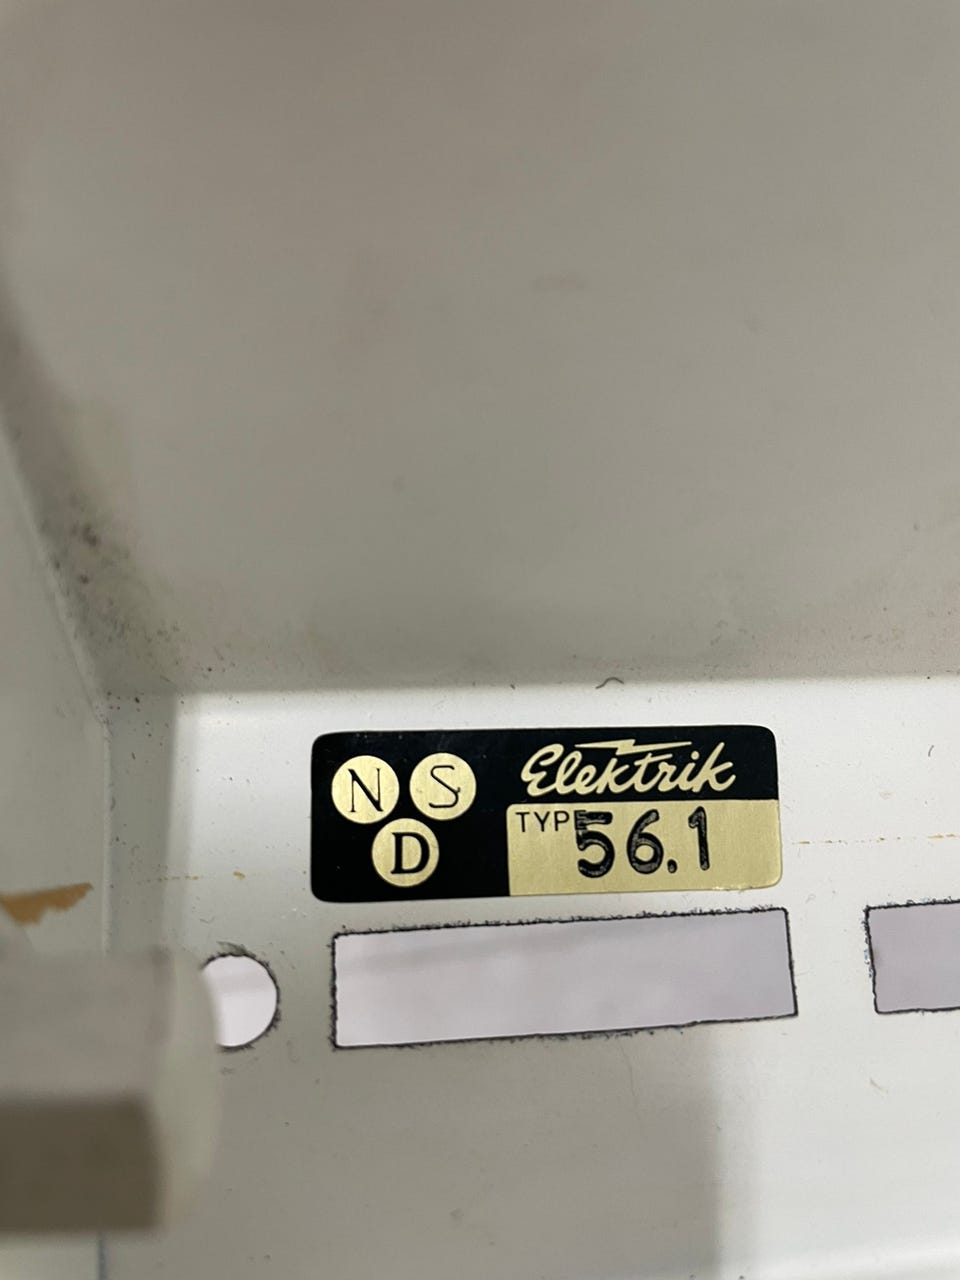 N S
D
Elektrik
TYPE 56.1